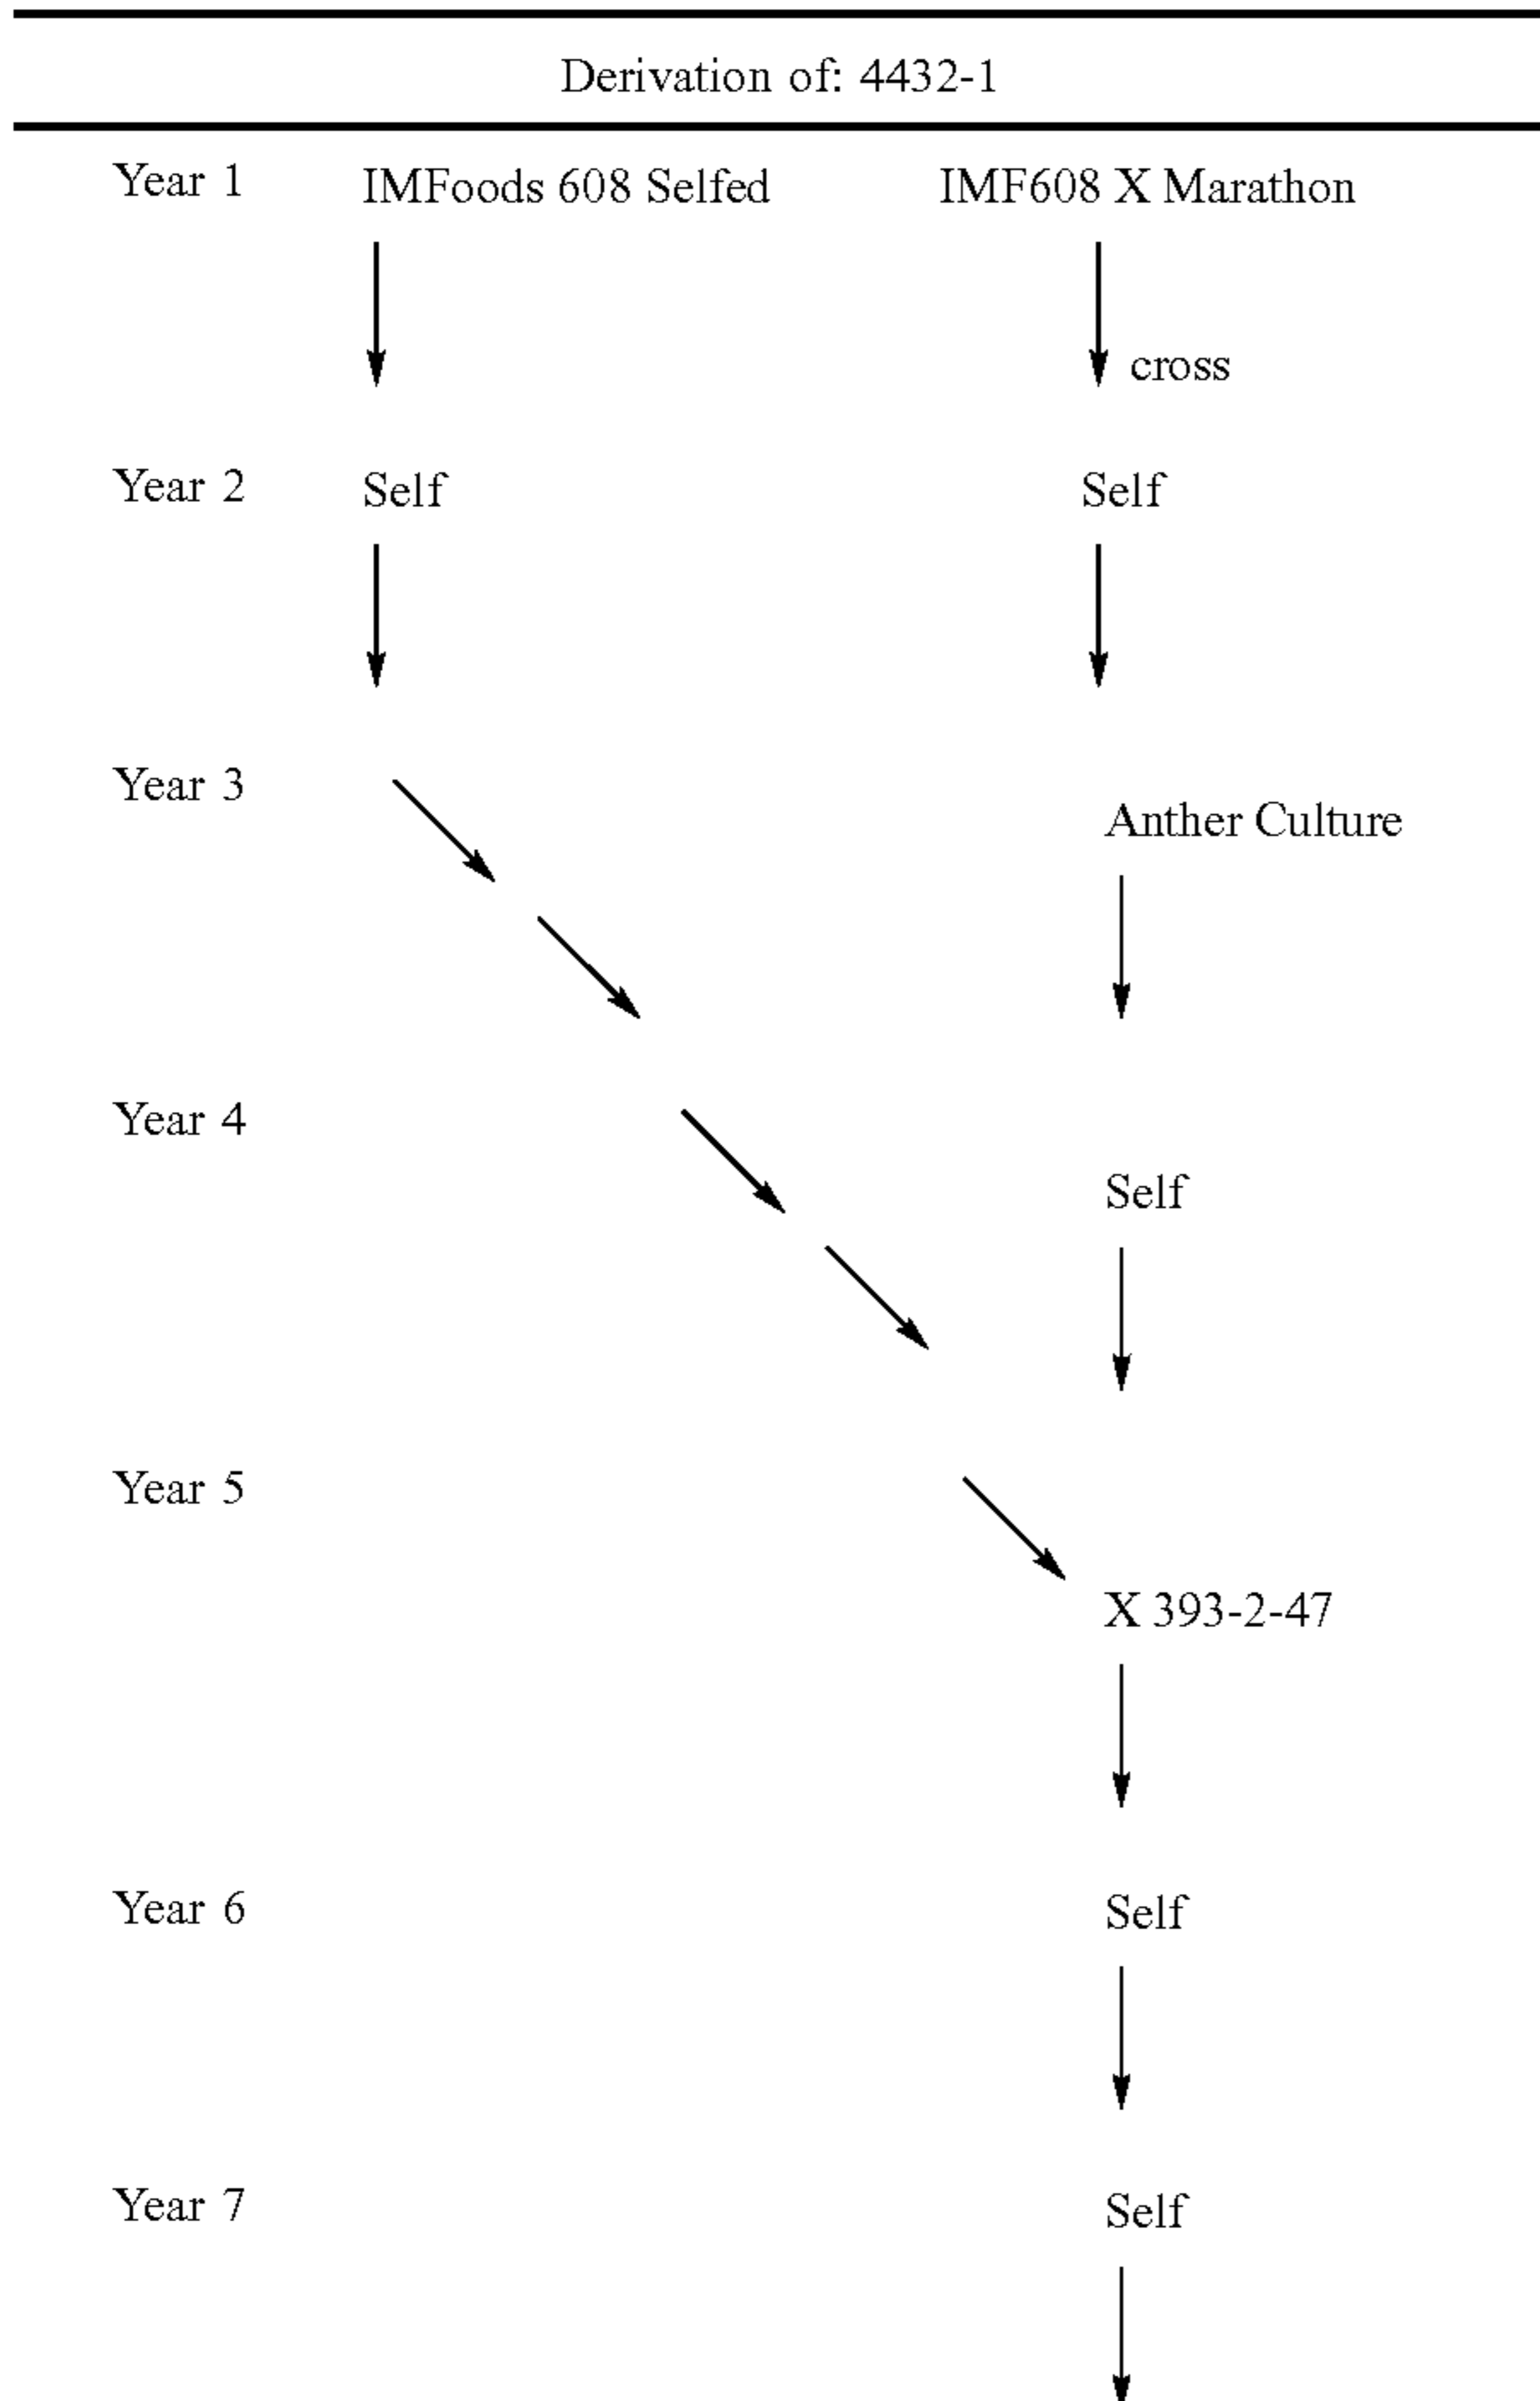 Derivation of: 4432-1
Year 1 IMFoods 608 Selfed IMF608 X Marathon
cross
Year 2 Self Self
Year 3
Anther Culture
Year 4
Self
Year 5
X 393-2-47
Year 6 Self
Year 7 Self